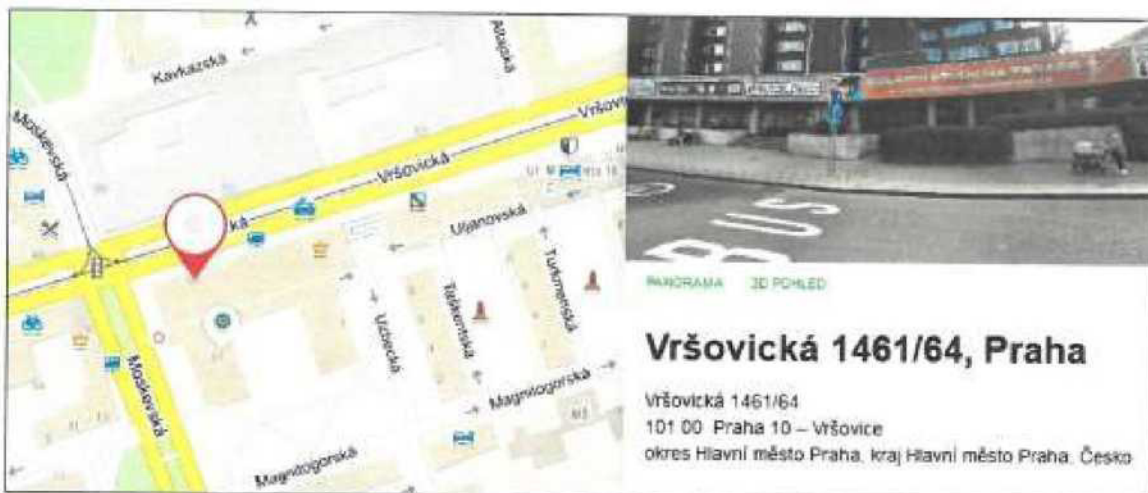 Kavkazská
Altajská
Moskevská
Vršovická
Vršovic
ká
Uljanovská
Turkmenská
Taškentská
Uzbecká
Moskevská
Magnitogorská
Magnitogorská
BUS
PANORAMA 3D POHLED
Vršovická 1461/64, Praha
Vršovická 1461/64
101 00 Praha 10 – Vršovice
okres Hlavní město Praha, kraj Hlavní město Praha, Česko